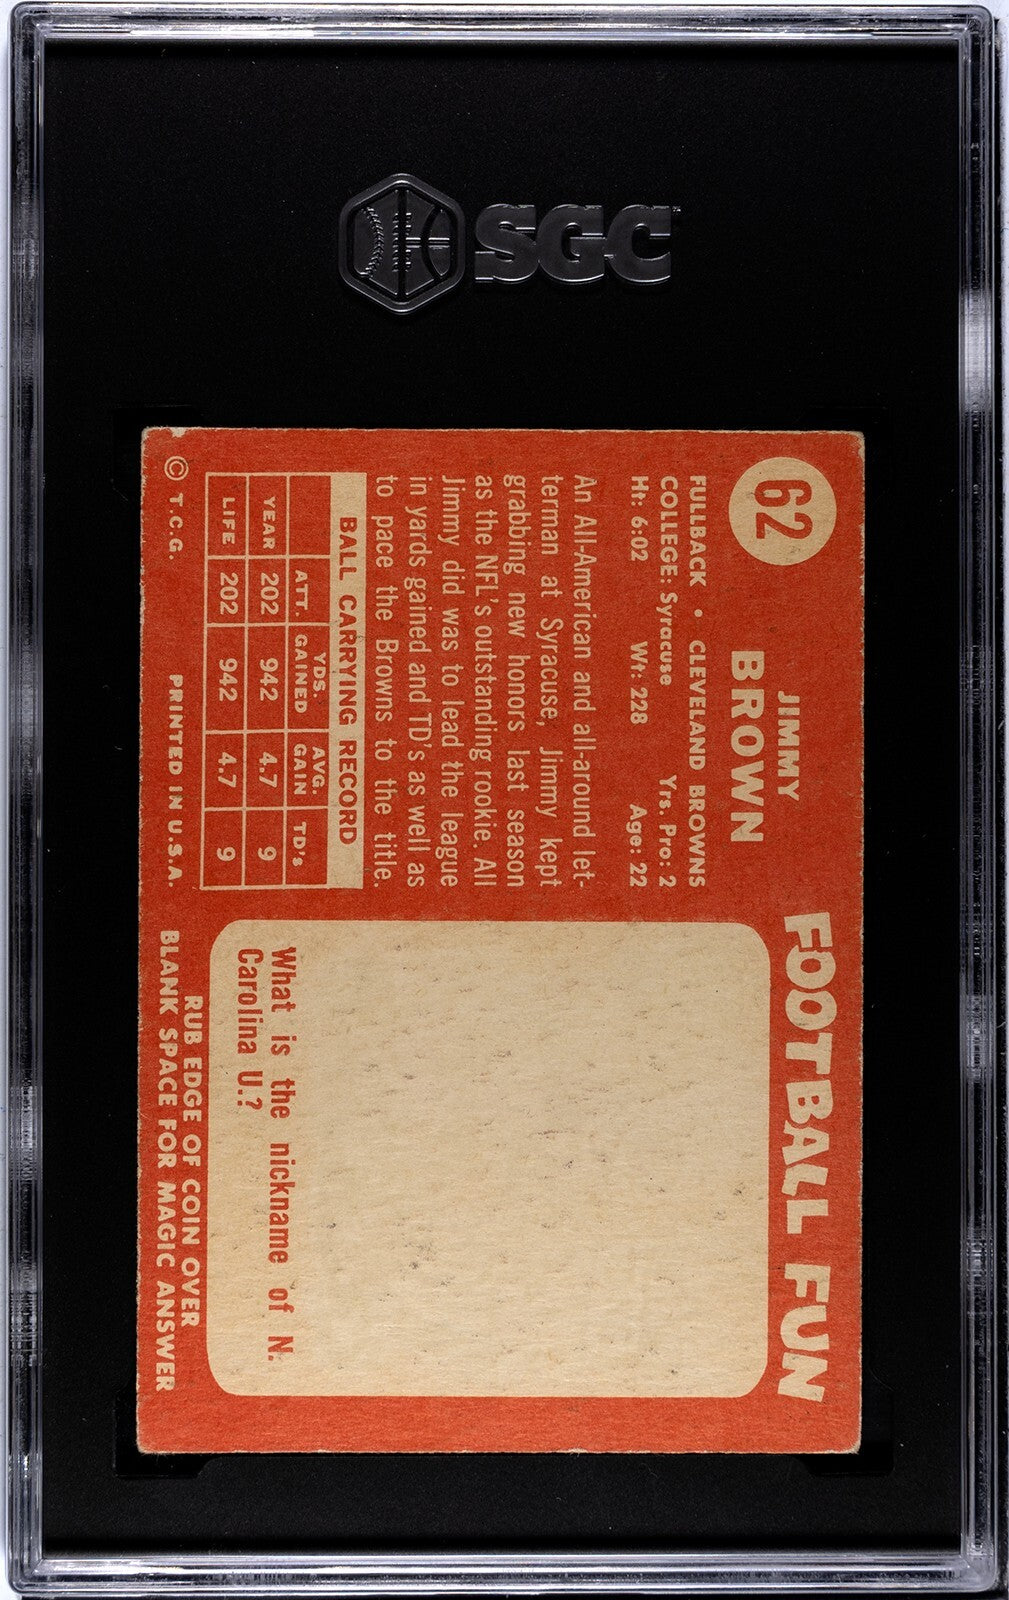 SGC
62
JIMMY
BROWN
FULLBACK • CLEVELAND BROWNS
COLLEGE: Syracuse Yrs. Pro: 2
Ht: 6:02 Wt: 228 Age: 22
An All-American and all-around let-
terman at Syracuse, Jimmy kept
grabbing new honors last season
as the NFL's outstanding rookie. All
Jimmy did was to lead the league
in yards gained and TD's as well as
to pace the Browns to the title.
BALL CARRYING RECORD
ATT. YDS. GAINED AVG. GAIN TD's
YEAR 202 942 4.7 9
LIFE 202 942 4.7 9
© T.C.G. PRINTED IN U.S.A.
FOOTBALL FUN
What is the nickname of N.
Carolina U.?
RUB EDGE OF COIN OVER
BLANK SPACE FOR MAGIC ANSWER